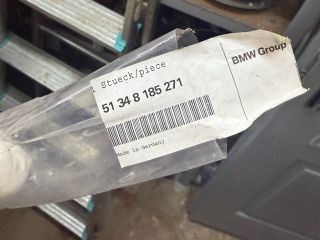 1 Stueck/piece
BMW Group
51 34 8 185 271
Made in Germany